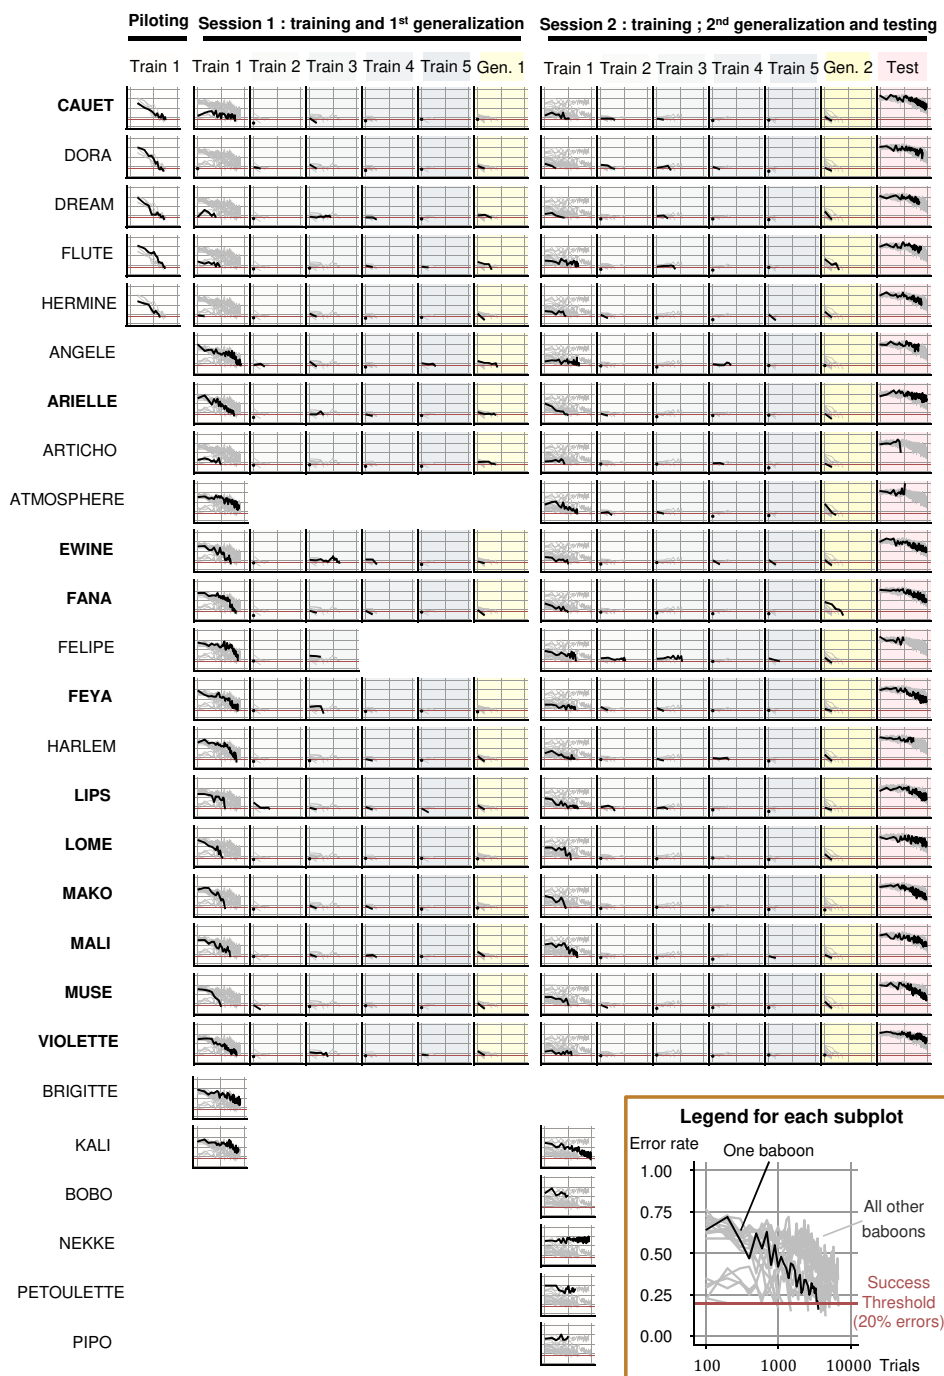 Piloting Session 1 : training and 1st generalization Session 2 : training ; 2nd generalization and testing
Train 1 Train 1 Train 2 Train 3 Train 4 Train 5 Gen. 1 Train 1 Train 2 Train 3 Train 4 Train 5 Gen. 2 Test
CAUET
DORA
DREAM
FLUTE
HERMINE
ANGELE
ARIELLE
ARTICHO
ATMOSPHERE
EWINE
FANA
FELIPE
FEYA
HARLEM
LIPS
LOME
MAKO
MALI
MUSE
VIOLETTE
BRIGITTE
KALI
BOBO
NEKKE
PETOULETTE
PIPO
Legend for each subplot
Error rate
One baboon
1.00
0.75
0.50
0.25
0.00
All other
baboons
Success
Threshold
(20% errors)
100 1000 10000 Trials